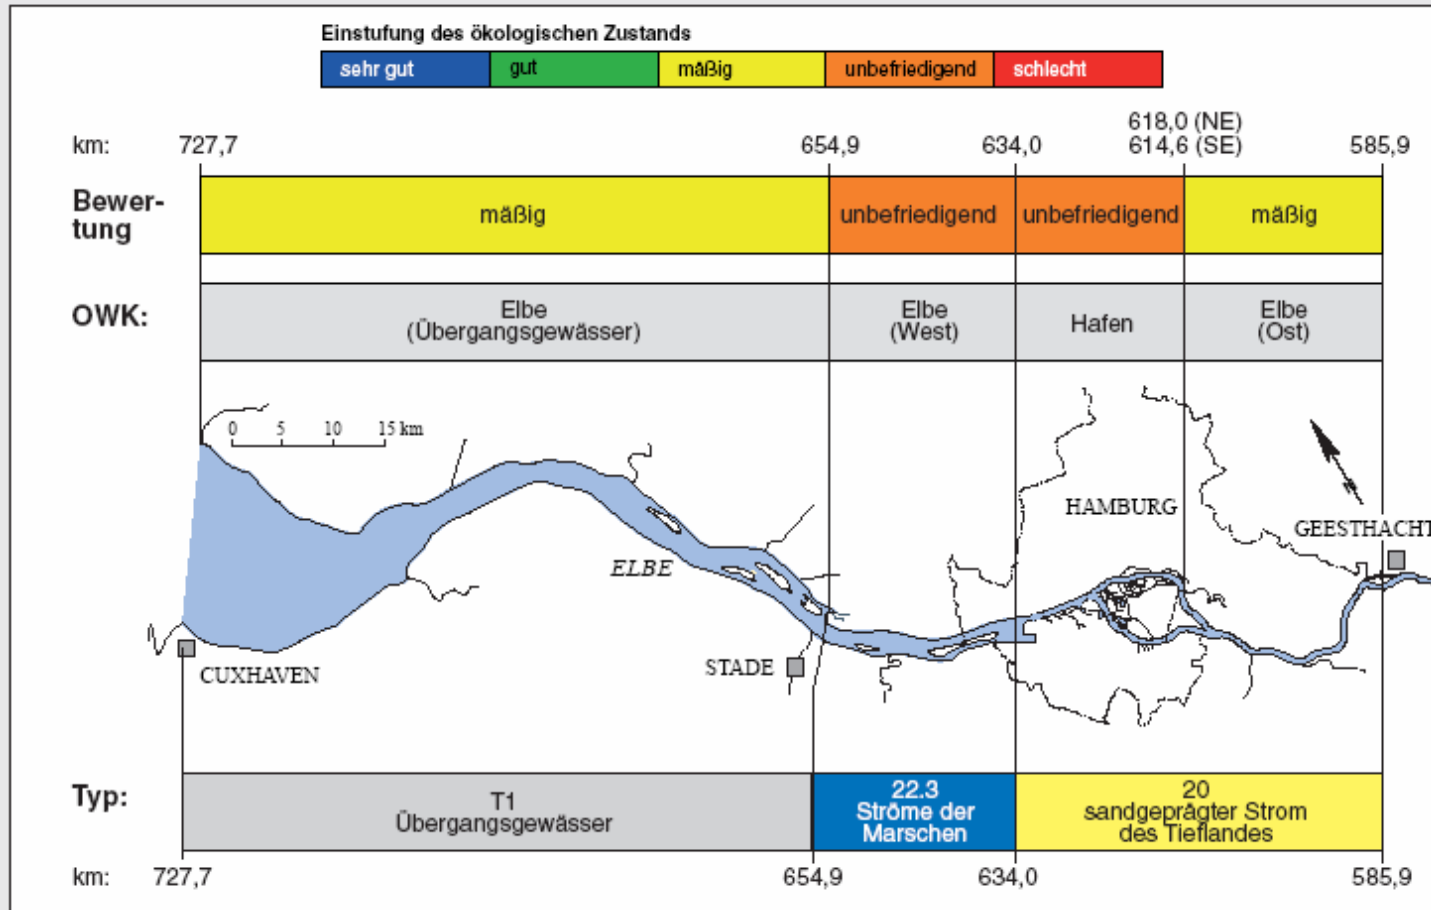 Einstufung des ökologischen Zustands
sehr gut gut mäßig unbefriedigend schlecht
618,0 (NE)
km: 727,7 654,9 634,0 614,6 (SE) 585,9
Bewer-
tung
mäßig unbefriedigend unbefriedigend mäßig
OWK:
Elbe
(Übergangsgewässer)
Elbe
(West)
Hafen
Elbe
(Ost)
0 5 10 15 km
HAMBURG
GEESTHACHT
ELBE
STADE
CUXHAVEN
Typ:
T1
Übergangsgewässer
22.3
Ströme der
Marschen
20
sandgeprägter Strom
des Tieflandes
km: 727,7 654,9 634,0 585,9